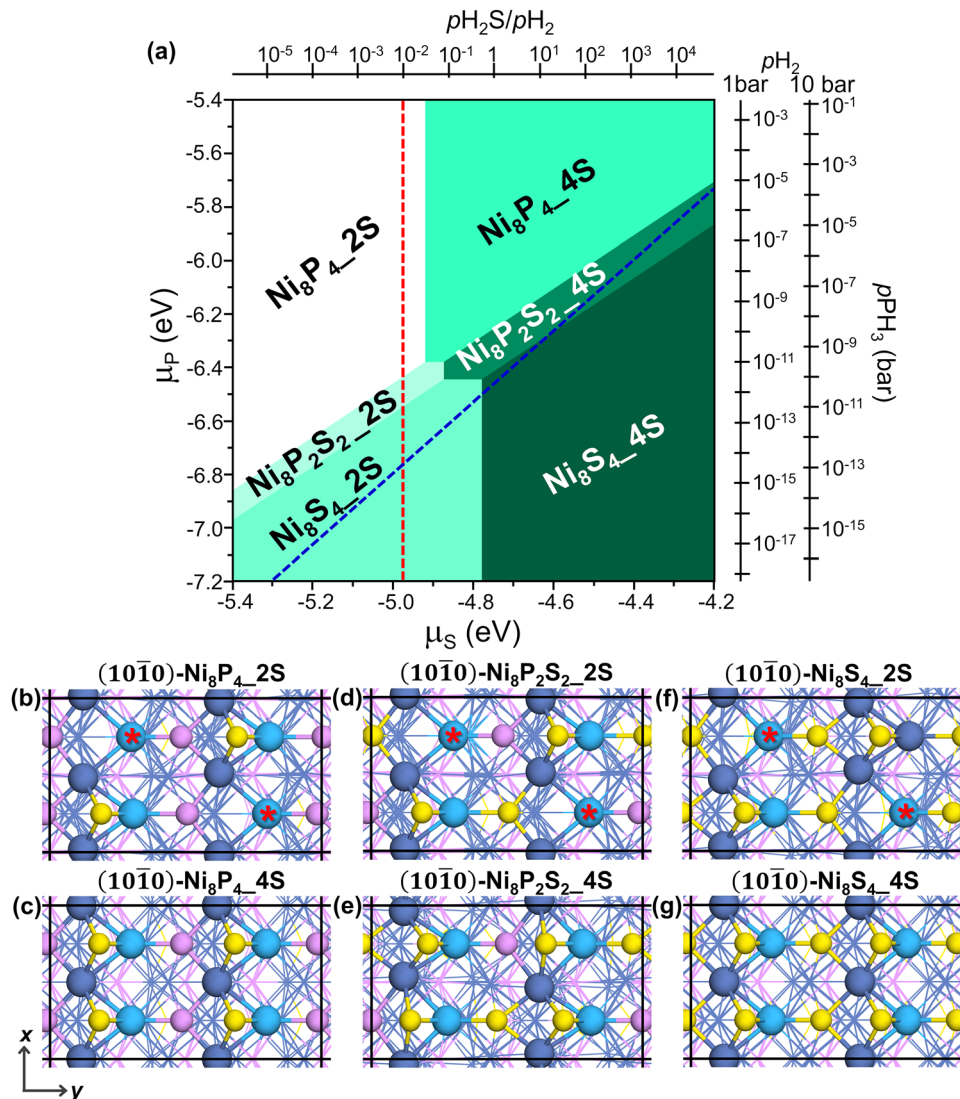 pH₂S/pH₂
(a)
10⁻⁵ 10⁻⁴ 10⁻³ 10⁻² 10⁻¹ 1 10¹ 10² 10³ 10⁴
pH₂
1bar 10 bar
-5.4
-5.6
-5.8
-6.0
-6.2
-6.4
-6.6
-6.8
-7.0
-7.2
μP (eV)
Ni₈P₄_2S
Ni₈P₄_4S
Ni₈P₂S₂_4S
Ni₈P₂S₂_2S
Ni₈S₄_2S
Ni₈S₄_4S
10⁻³
10⁻⁵
10⁻⁷
10⁻⁹
10⁻¹¹
10⁻¹³
10⁻¹⁵
10⁻¹⁷
10⁻¹
10⁻³
10⁻⁵
10⁻⁷
10⁻⁹
10⁻¹¹
10⁻¹³
10⁻¹⁵
pPH₃ (bar)
-5.4 -5.2 -5.0 -4.8 -4.6 -4.4 -4.2
μS (eV)
(b) (101̅0)-Ni₈P₄_2S
(d) (101̅0)-Ni₈P₂S₂_2S
(f) (101̅0)-Ni₈S₄_2S
* * * * * *
(c) (101̅0)-Ni₈P₄_4S
(e) (101̅0)-Ni₈P₂S₂_4S
(g) (101̅0)-Ni₈S₄_4S
x
y